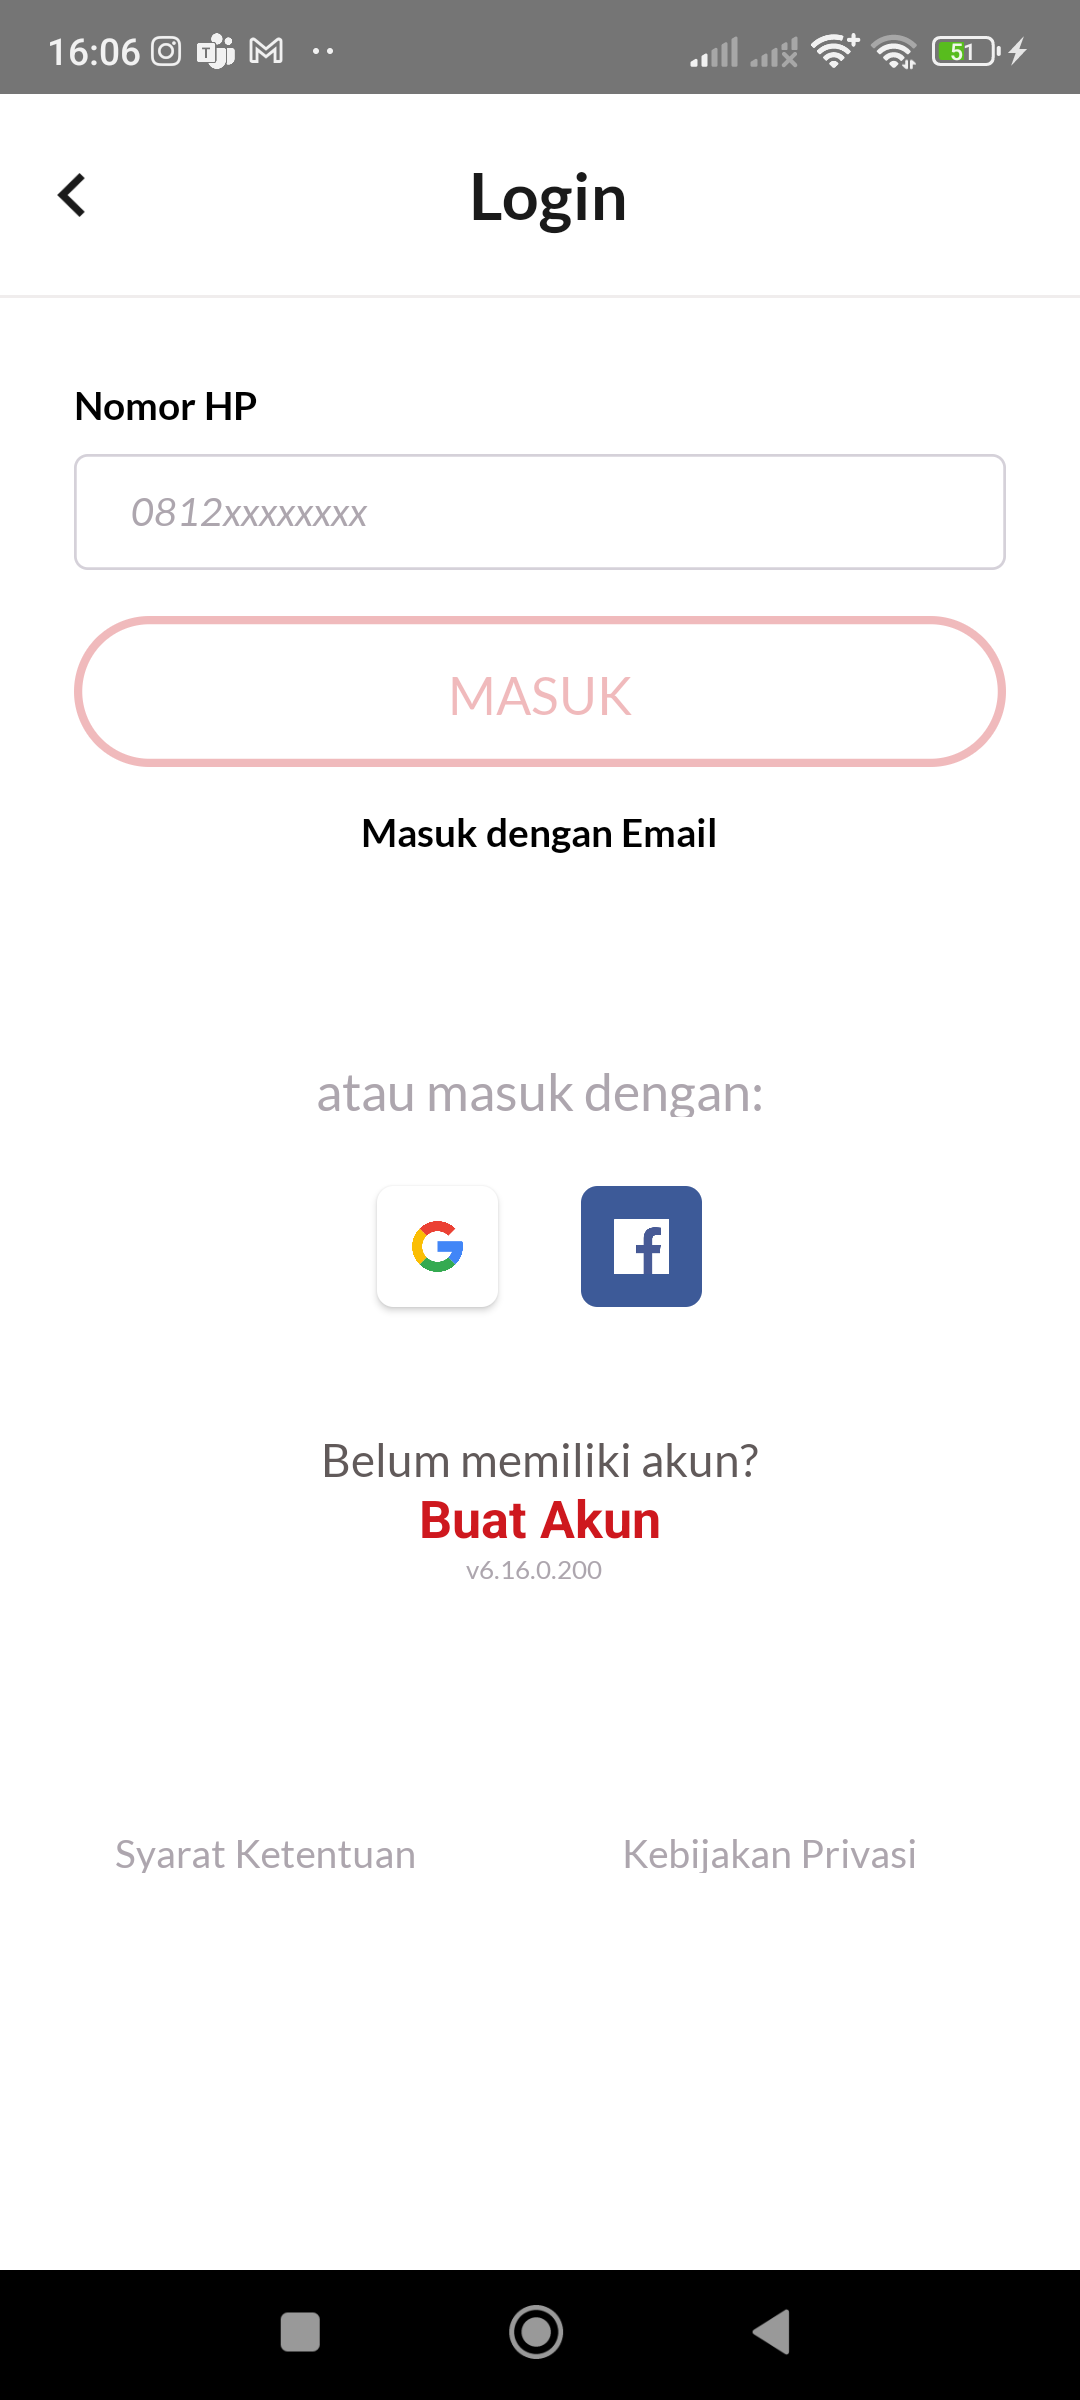 16:06
51
Login
Nomor HP
0812xxxxxxxx
MASUK
Masuk dengan Email
atau masuk dengan:
Belum memiliki akun?
Buat Akun
v6.16.0.200
Syarat Ketentuan
Kebijakan Privasi